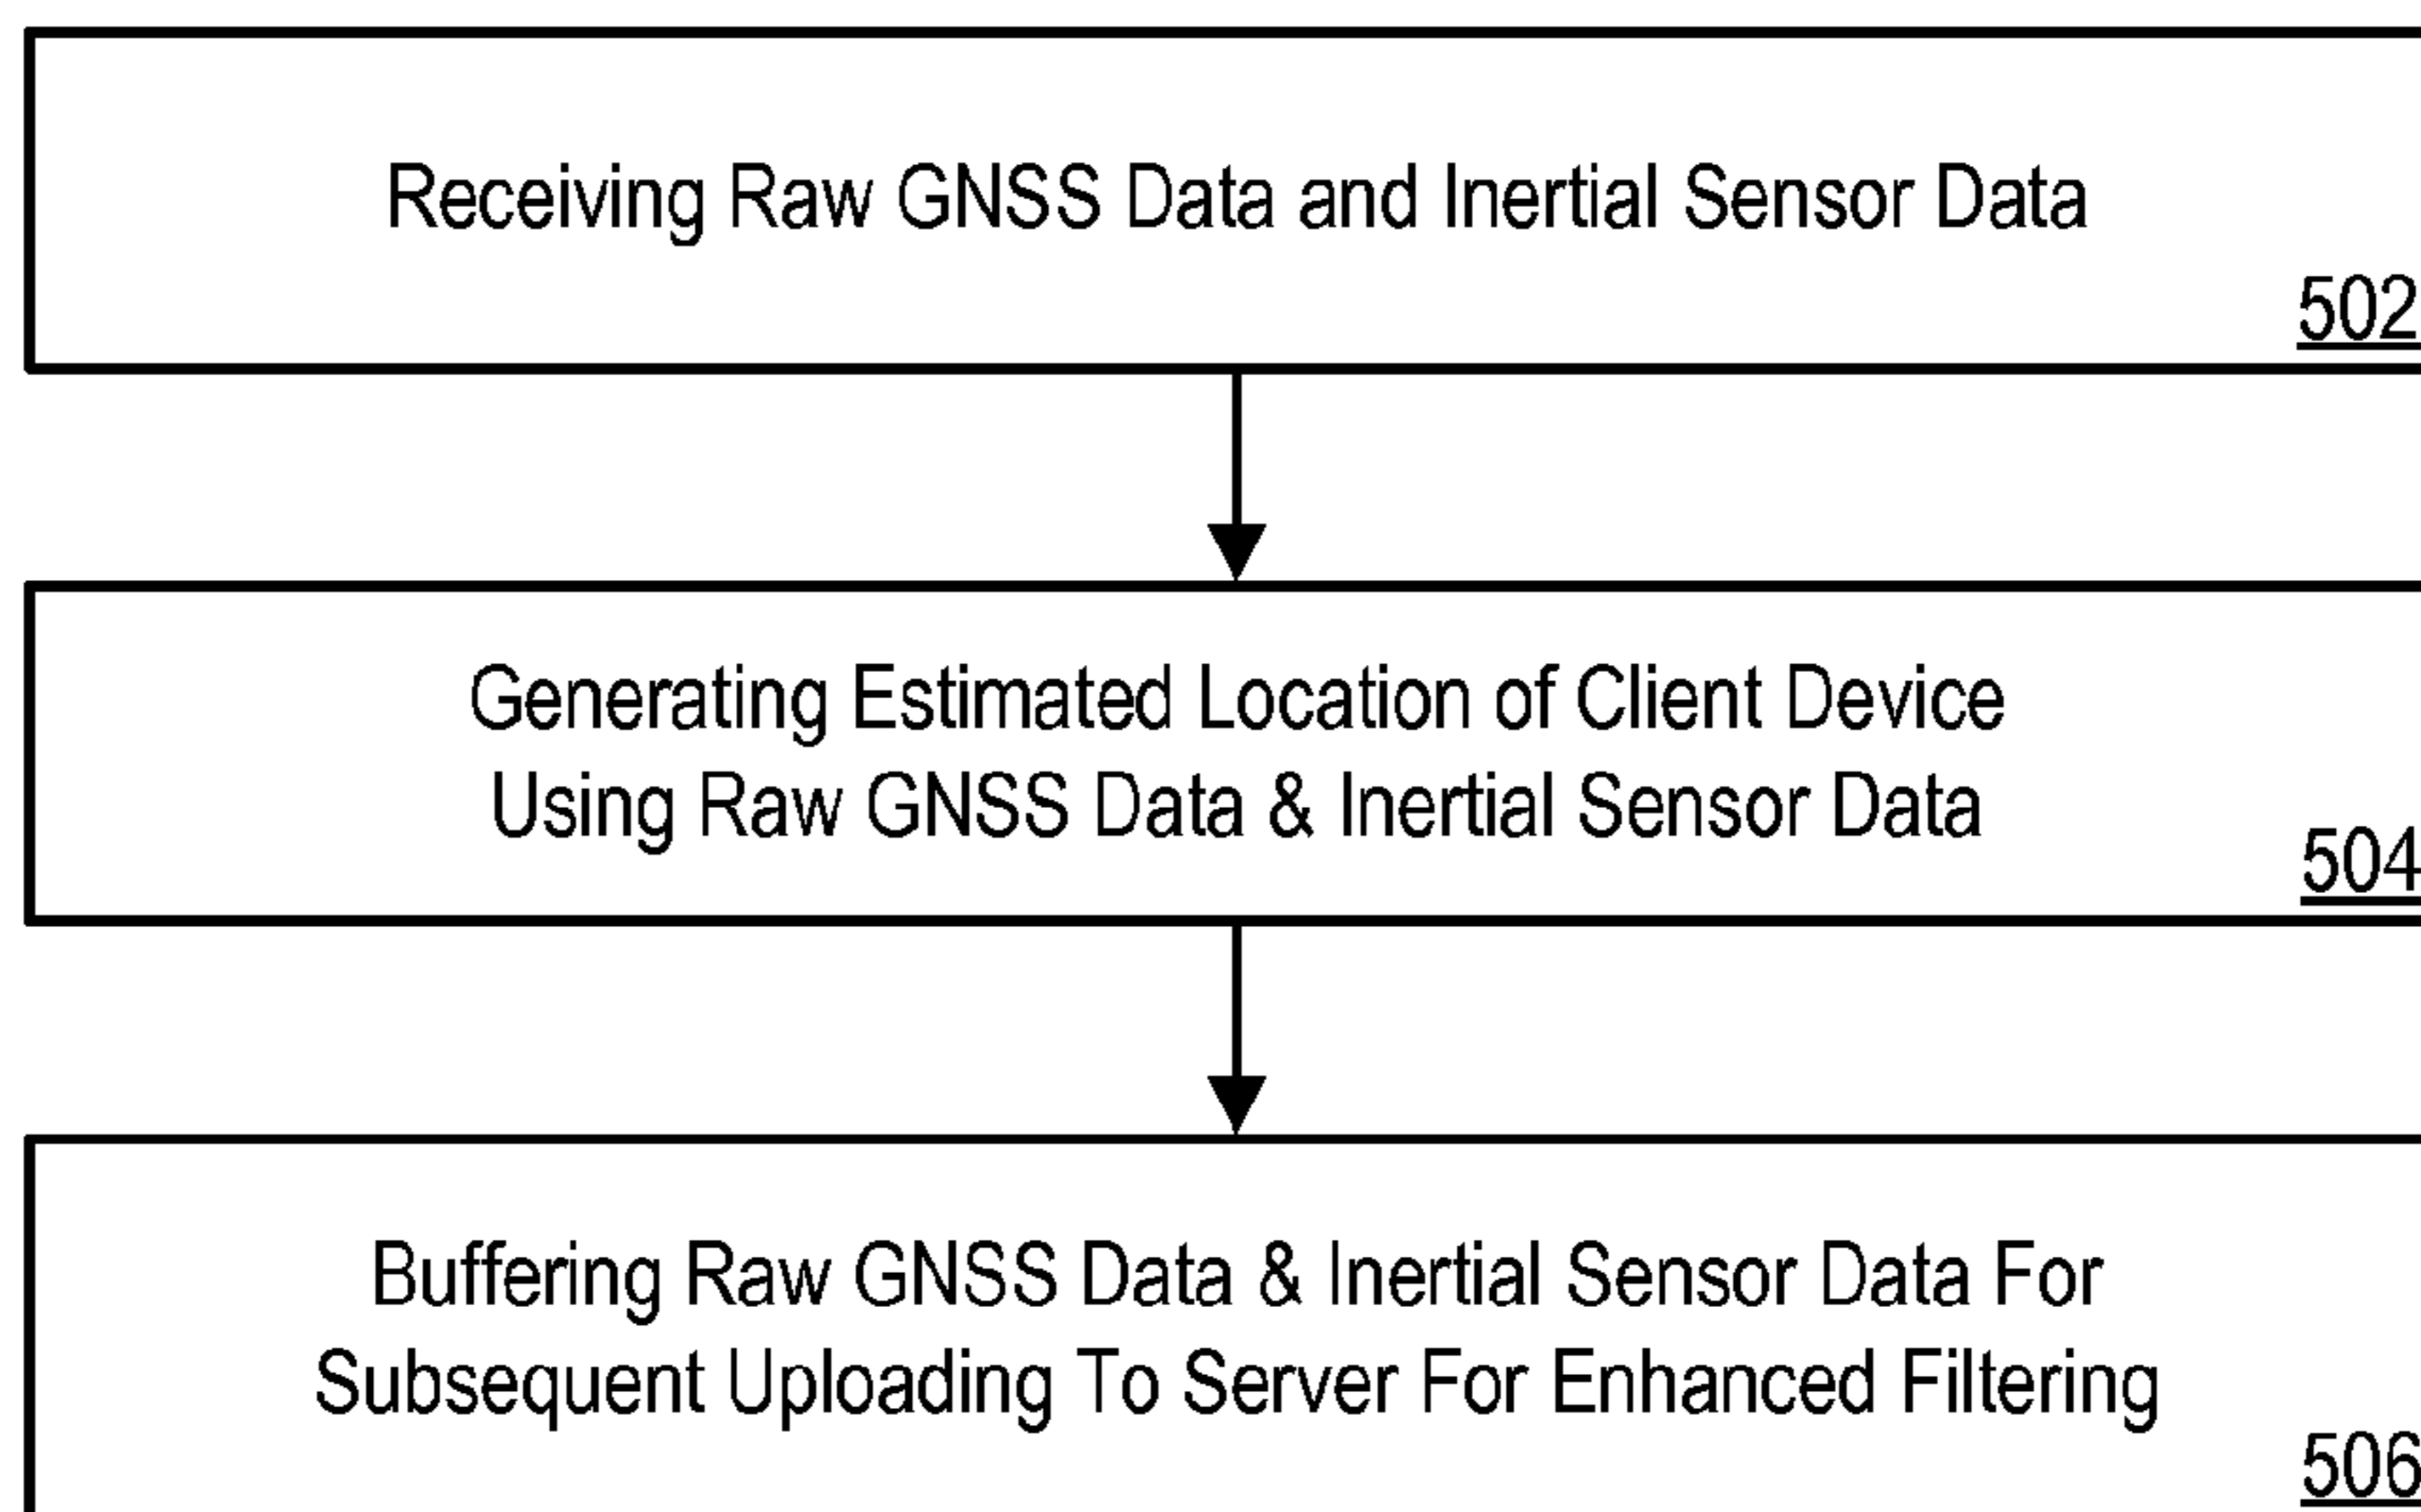 Receiving Raw GNSS Data and Inertial Sensor Data
502
Generating Estimated Location of Client Device
Using Raw GNSS Data & Inertial Sensor Data
504
Buffering Raw GNSS Data & Inertial Sensor Data For
Subsequent Uploading To Server For Enhanced Filtering
506